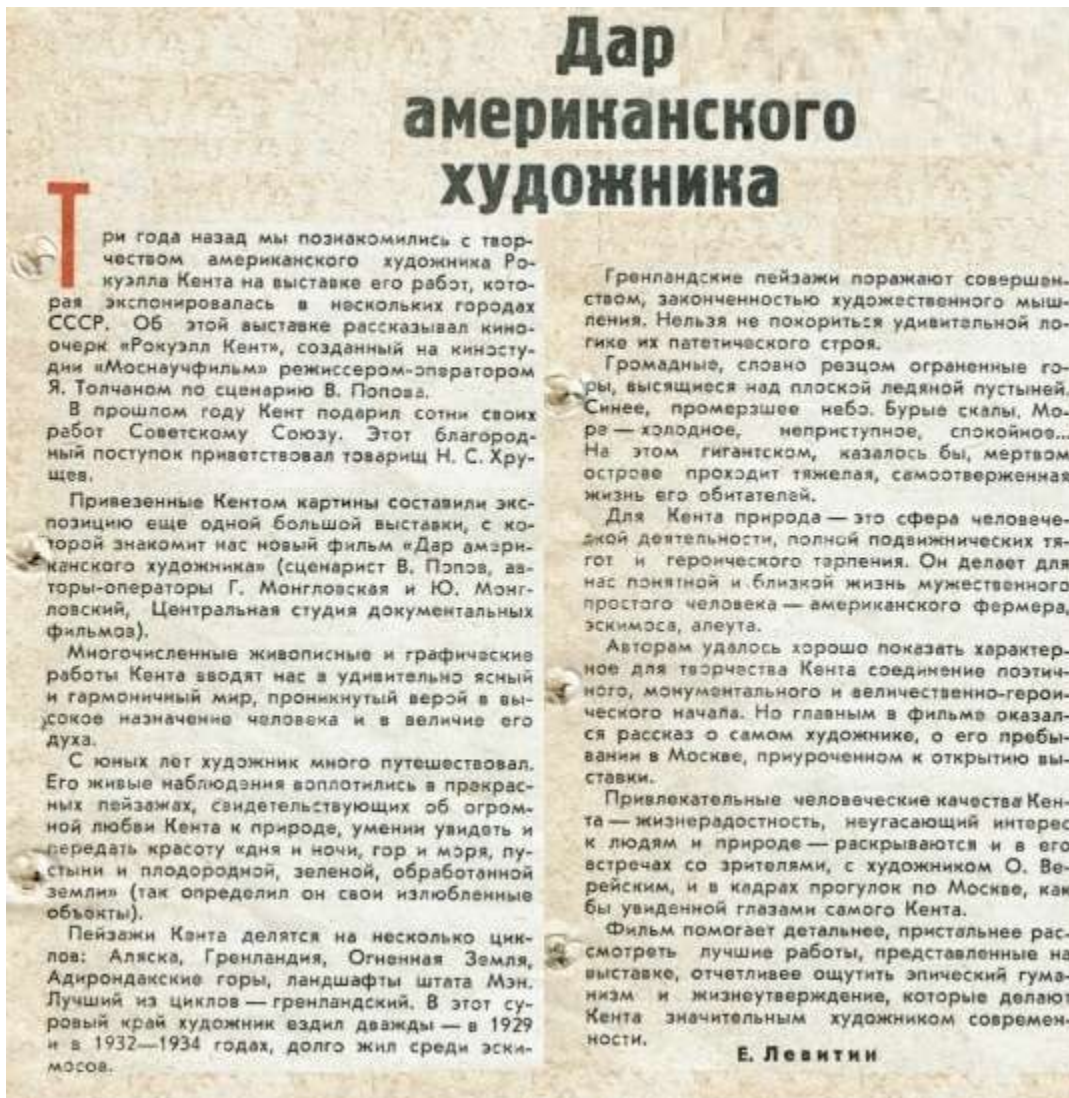 Дар
американского
художника
Три года назад мы познакомились с твор-
чеством американского художника Ро-
куэлла Кента на выставке его работ, кото-
рая экспонировалась в нескольких городах
СССР. Об этой выставке рассказывал кино-
очерк «Рокуэлл Кент», созданный на киносту-
дии «Моснаучфильм» режиссером-оператором
Я. Толчаном по сценарию В. Попова.
В прошлом году Кент подарил сотни своих
работ Советскому Союзу. Этот благород-
ный поступок приветствовал товарищ Н. С. Хру-
щев.
Привезенные Кентом картины составили экс-
позицию еще одной большой выставки, с ко-
торой знакомит нас новый фильм «Дар амери-
канского художника» (сценарист В. Попов, ав-
торы-операторы Г. Монгловская и Ю. Монг-
ловский, Центральная студия документальных
фильмов).
Многочисленные живописные и графические
работы Кента вводят нас в удивительно ясный
и гармоничный мир, проникнутый верой в вы-
сокое назначение человека и в величие его
духа.
С юных лет художник много путешествовал.
Его живые наблюдения воплотились в прекрас-
ных пейзажах, свидетельствующих об огром-
ной любви Кента к природе, умении увидеть и
передать красоту «дня и ночи, гор и моря, пу-
стыни и плодородной, зеленой, обработанной
земли» (так определил он свои излюбленные
объекты).
Пейзажи Кента делятся на несколько цик-
лов: Аляска, Гренландия, Огненная Земля,
Адирондакские горы, ландшафты штата Мэн.
Лучший из циклов — гренландский. В этот су-
ровый край художник ездил дважды — в 1929
и в 1932—1934 годах, долго жил среди эски-
мосов.
Гренландские пейзажи поражают совершен-
ством, законченностью художественного мыш-
ления. Нельзя не покориться удивительной ло-
гике их патетического строя.
Громадные, словно резцом ограненные го-
ры, высящиеся над плоской ледяной пустыней.
Синее, промерзшее небо. Бурые скалы. Мо-
ре — холодное, неприступное, спокойное...
На этом гигантском, казалось бы, мертвом
острове проходит тяжелая, самоотверженная
жизнь его обитателей.
Для Кента природа — это сфера человече-
ской деятельности, полной подвижнических тя-
гот и героического терпения. Он делает для
нас понятной и близкой жизнь мужественного
простого человека — американского фермера,
эскимоса, алеута.
Авторам удалось хорошо показать характер-
ное для творчества Кента соединение поэтич-
ного, монументального и величественно-герои-
ческого начала. Но главным в фильме оказал-
ся рассказ о самом художнике, о его пребы-
вании в Москве, приуроченном к открытию вы-
ставки.
Привлекательные человеческие качества Кен-
та — жизнерадостность, неугасающий интерес
к людям и природе — раскрываются и в его
встречах со зрителями, с художником О. Ве-
рейским, и в кадрах прогулок по Москве, как
бы увиденной глазами самого Кента.
Фильм помогает детальнее, пристальнее рас-
смотреть лучшие работы, представленные на
выставке, отчетливее ощутить эпический гума-
низм и жизнеутверждение, которые делают
Кента значительным художником современ-
ности.
Е. Левитин